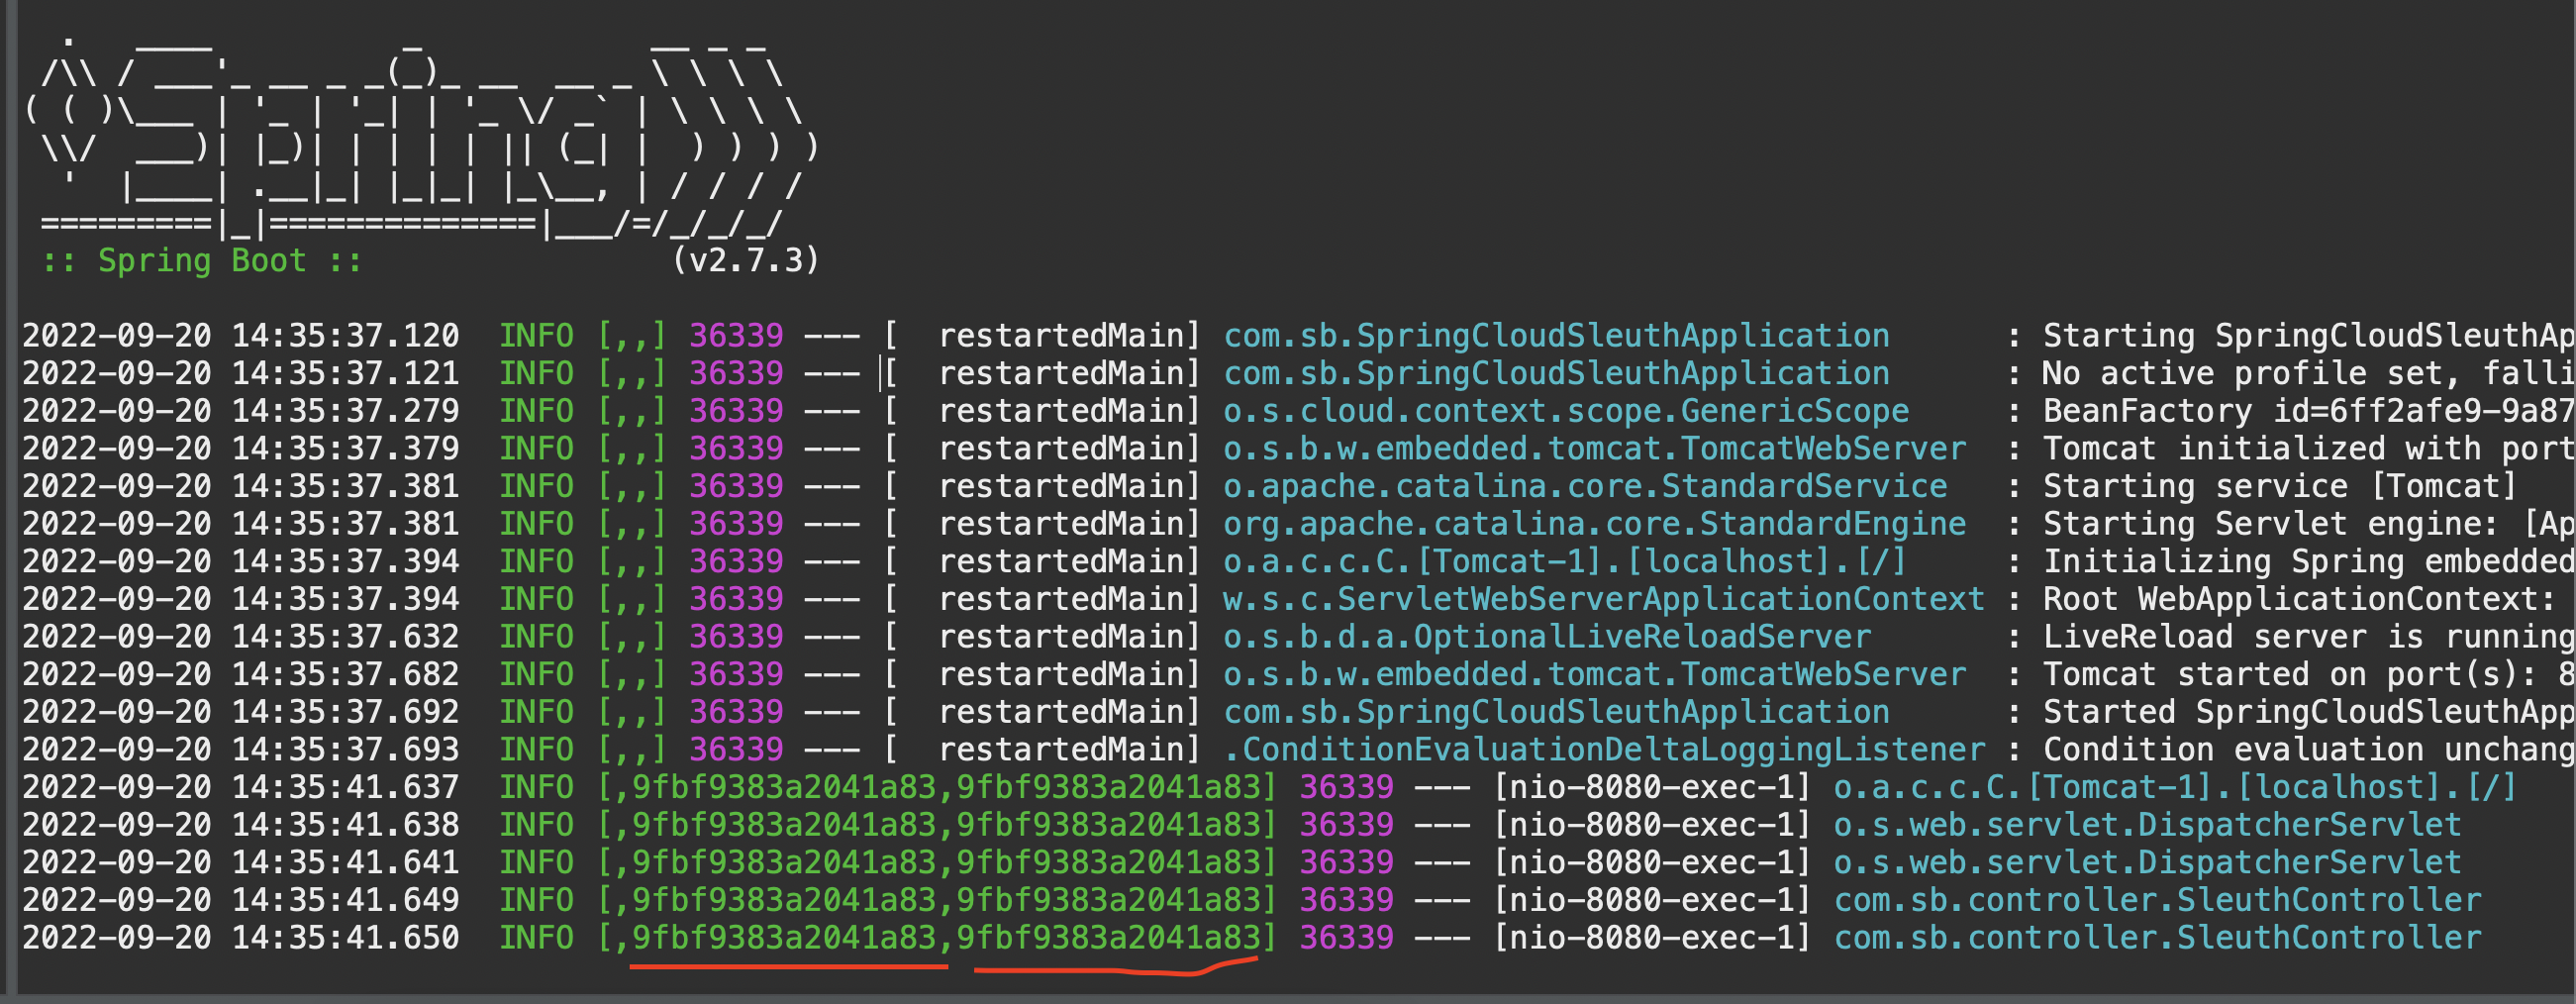 .   ____          _            __ _ _
 /\\ / ___'_ __ _ _(_)_ __  __ _ \ \ \ \
( ( )\___ | '_ | '_| | '_ \/ _` | \ \ \ \
 \\/  ___)| |_)| | | | | || (_| |  ) ) ) )
  '  |____| .__|_| |_|_| |_\__, | / / / /
 =========|_|==============|___/=/_/_/_/
 :: Spring Boot ::                (v2.7.3)
2022-09-20 14:35:37.120  INFO [,,] 36339 --- [  restartedMain] com.sb.SpringCloudSleuthApplication      : Starting SpringCloudSleuthAp
2022-09-20 14:35:37.121  INFO [,,] 36339 --- [  restartedMain] com.sb.SpringCloudSleuthApplication      : No active profile set, falli
2022-09-20 14:35:37.279  INFO [,,] 36339 --- [  restartedMain] o.s.cloud.context.scope.GenericScope     : BeanFactory id=6ff2afe9-9a87
2022-09-20 14:35:37.379  INFO [,,] 36339 --- [  restartedMain] o.s.b.w.embedded.tomcat.TomcatWebServer  : Tomcat initialized with port
2022-09-20 14:35:37.381  INFO [,,] 36339 --- [  restartedMain] o.apache.catalina.core.StandardService   : Starting service [Tomcat]
2022-09-20 14:35:37.381  INFO [,,] 36339 --- [  restartedMain] org.apache.catalina.core.StandardEngine  : Starting Servlet engine: [Ap
2022-09-20 14:35:37.394  INFO [,,] 36339 --- [  restartedMain] o.a.c.c.C.[Tomcat-1].[localhost].[/]     : Initializing Spring embedded
2022-09-20 14:35:37.394  INFO [,,] 36339 --- [  restartedMain] w.s.c.ServletWebServerApplicationContext : Root WebApplicationContext:
2022-09-20 14:35:37.632  INFO [,,] 36339 --- [  restartedMain] o.s.b.d.a.OptionalLiveReloadServer       : LiveReload server is running
2022-09-20 14:35:37.682  INFO [,,] 36339 --- [  restartedMain] o.s.b.w.embedded.tomcat.TomcatWebServer  : Tomcat started on port(s): 8
2022-09-20 14:35:37.692  INFO [,,] 36339 --- [  restartedMain] com.sb.SpringCloudSleuthApplication      : Started SpringCloudSleuthApp
2022-09-20 14:35:37.693  INFO [,,] 36339 --- [  restartedMain] .ConditionEvaluationDeltaLoggingListener : Condition evaluation unchang
2022-09-20 14:35:41.637  INFO [,9fbf9383a2041a83,9fbf9383a2041a83] 36339 --- [nio-8080-exec-1] o.a.c.c.C.[Tomcat-1].[localhost].[/]
2022-09-20 14:35:41.638  INFO [,9fbf9383a2041a83,9fbf9383a2041a83] 36339 --- [nio-8080-exec-1] o.s.web.servlet.DispatcherServlet
2022-09-20 14:35:41.641  INFO [,9fbf9383a2041a83,9fbf9383a2041a83] 36339 --- [nio-8080-exec-1] o.s.web.servlet.DispatcherServlet
2022-09-20 14:35:41.649  INFO [,9fbf9383a2041a83,9fbf9383a2041a83] 36339 --- [nio-8080-exec-1] com.sb.controller.SleuthController
2022-09-20 14:35:41.650  INFO [,9fbf9383a2041a83,9fbf9383a2041a83] 36339 --- [nio-8080-exec-1] com.sb.controller.SleuthController